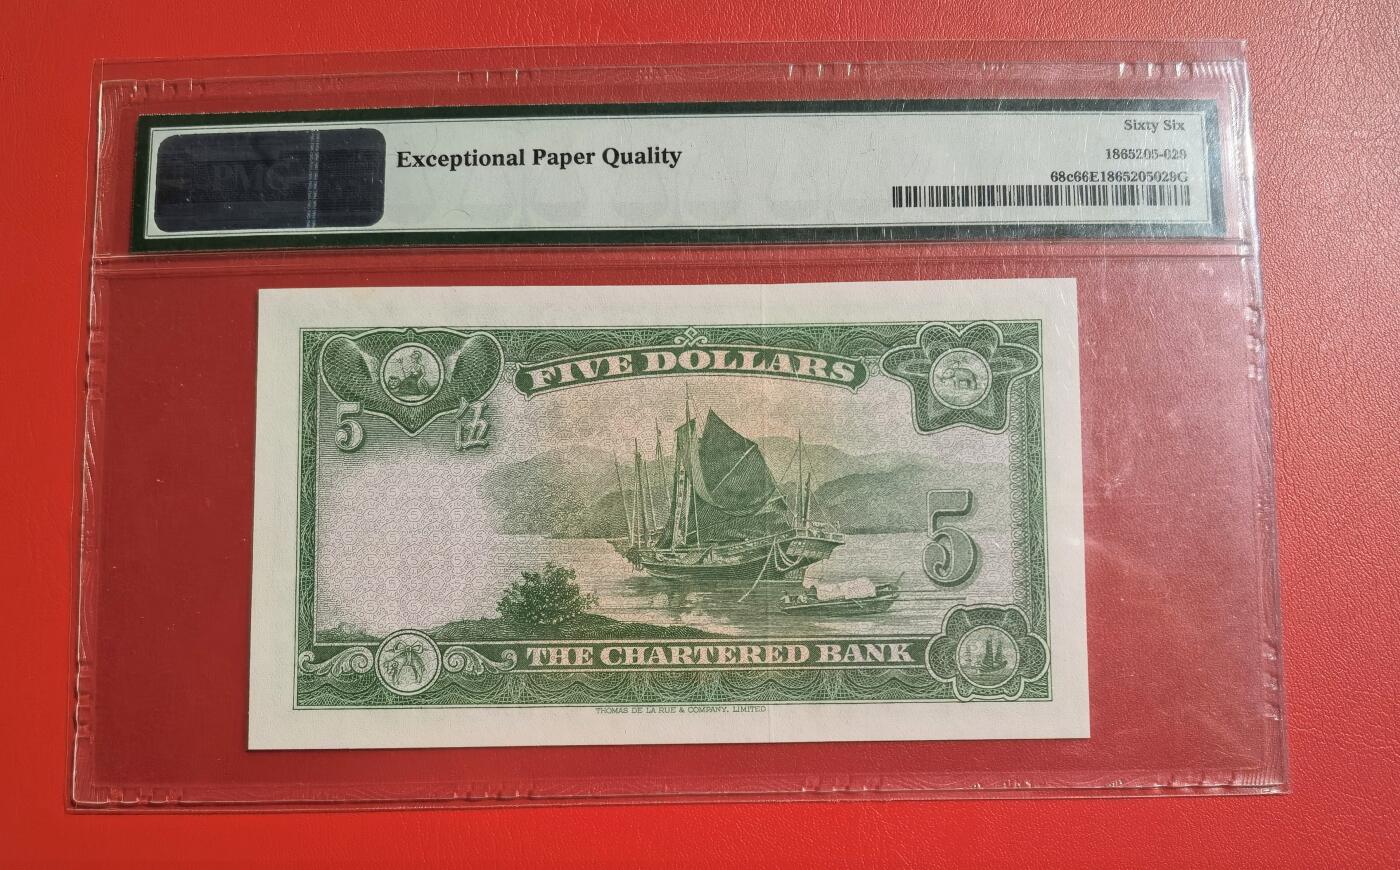 PMG
Exceptional Paper Quality
Sixty Six
1865205-029
68c66E1865205029G
FIVE DOLLARS
5
伍
5
THE CHARTERED BANK
THOMAS DE LA RUE & COMPANY, LIMITED